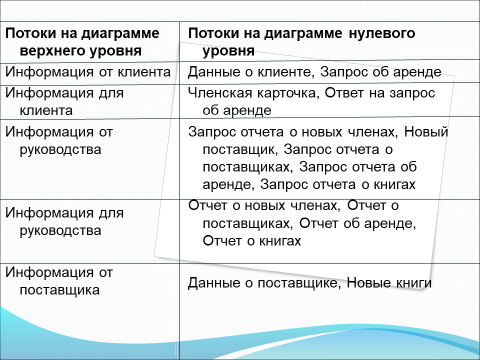 Потоки на диаграмме верхнего уровня
Потоки на диаграмме нулевого уровня
Информация от клиента
Данные о клиенте, Запрос об аренде
Информация для клиента
Членская карточка, Ответ на запрос об аренде
Информация от руководства
Запрос отчета о новых членах, Новый поставщик, Запрос отчета о поставщиках, Запрос отчета об аренде, Запрос отчета о книгах
Информация для руководства
Отчет о новых членах, Отчет о поставщиках, Отчет об аренде, Отчет о книгах
Информация от поставщика
Данные о поставщике, Новые книги